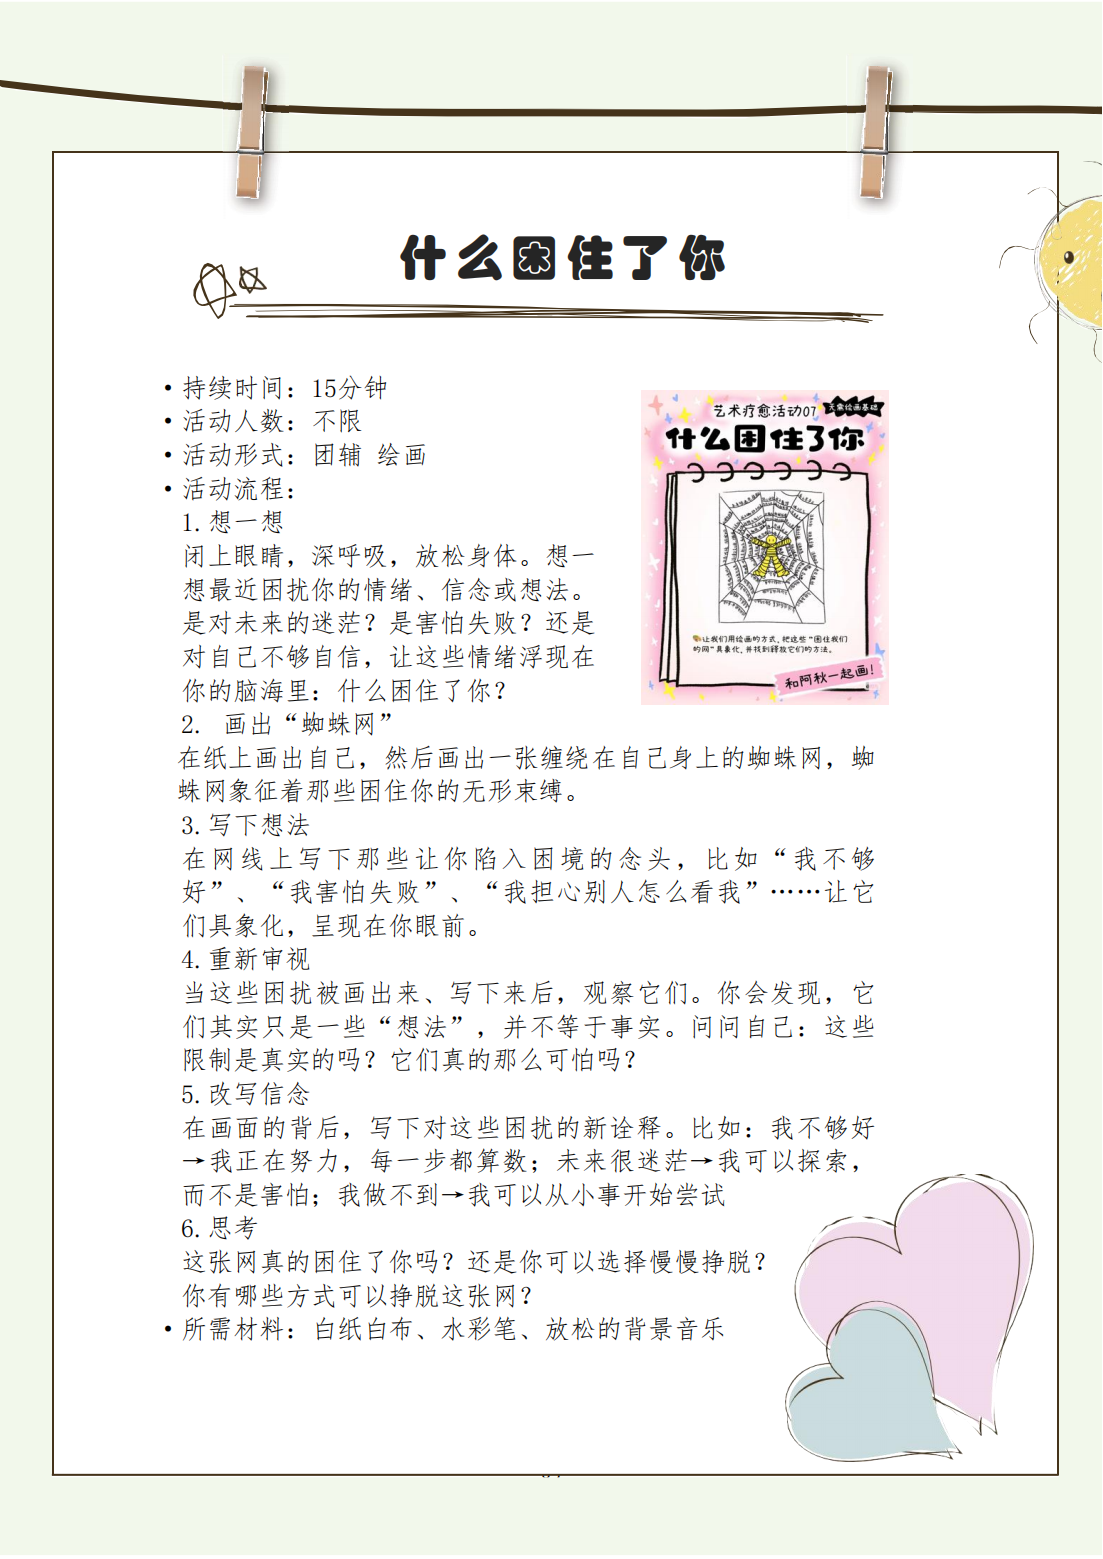 什么困住了你
• 持续时间：15分钟
• 活动人数：不限
• 活动形式：团辅 绘画
• 活动流程：
1.想一想
闭上眼睛，深呼吸，放松身体。想一
想最近困扰你的情绪、信念或想法。
是对未来的迷茫？是害怕失败？还是
对自己不够自信，让这些情绪浮现在
你的脑海里：什么困住了你？
艺术疗愈活动07
无需绘画基础
什么困住了你
让我们用绘画的方式，把这些“困住我们
的网”具象化，并找到释放它们的方法。
和阿秋一起画！
2. 画出“蜘蛛网”
在纸上画出自己，然后画出一张缠绕在自己身上的蜘蛛网，蜘
蛛网象征着那些困住你的无形束缚。
3.写下想法
在网线上写下那些让你陷入困境的念头，比如“我不够
好”、“我害怕失败”、“我担心别人怎么看我”……让它
们具象化，呈现在你眼前。
4.重新审视
当这些困扰被画出来、写下来后，观察它们。你会发现，它
们其实只是一些“想法”，并不等于事实。问问自己：这些
限制是真实的吗？它们真的那么可怕吗？
5.改写信念
在画面的背后，写下对这些困扰的新诠释。比如：我不够好
→我正在努力，每一步都算数；未来很迷茫→我可以探索，
而不是害怕；我做不到→我可以从小事开始尝试
6.思考
这张网真的困住了你吗？还是你可以选择慢慢挣脱？
你有哪些方式可以挣脱这张网？
• 所需材料：白纸白布、水彩笔、放松的背景音乐